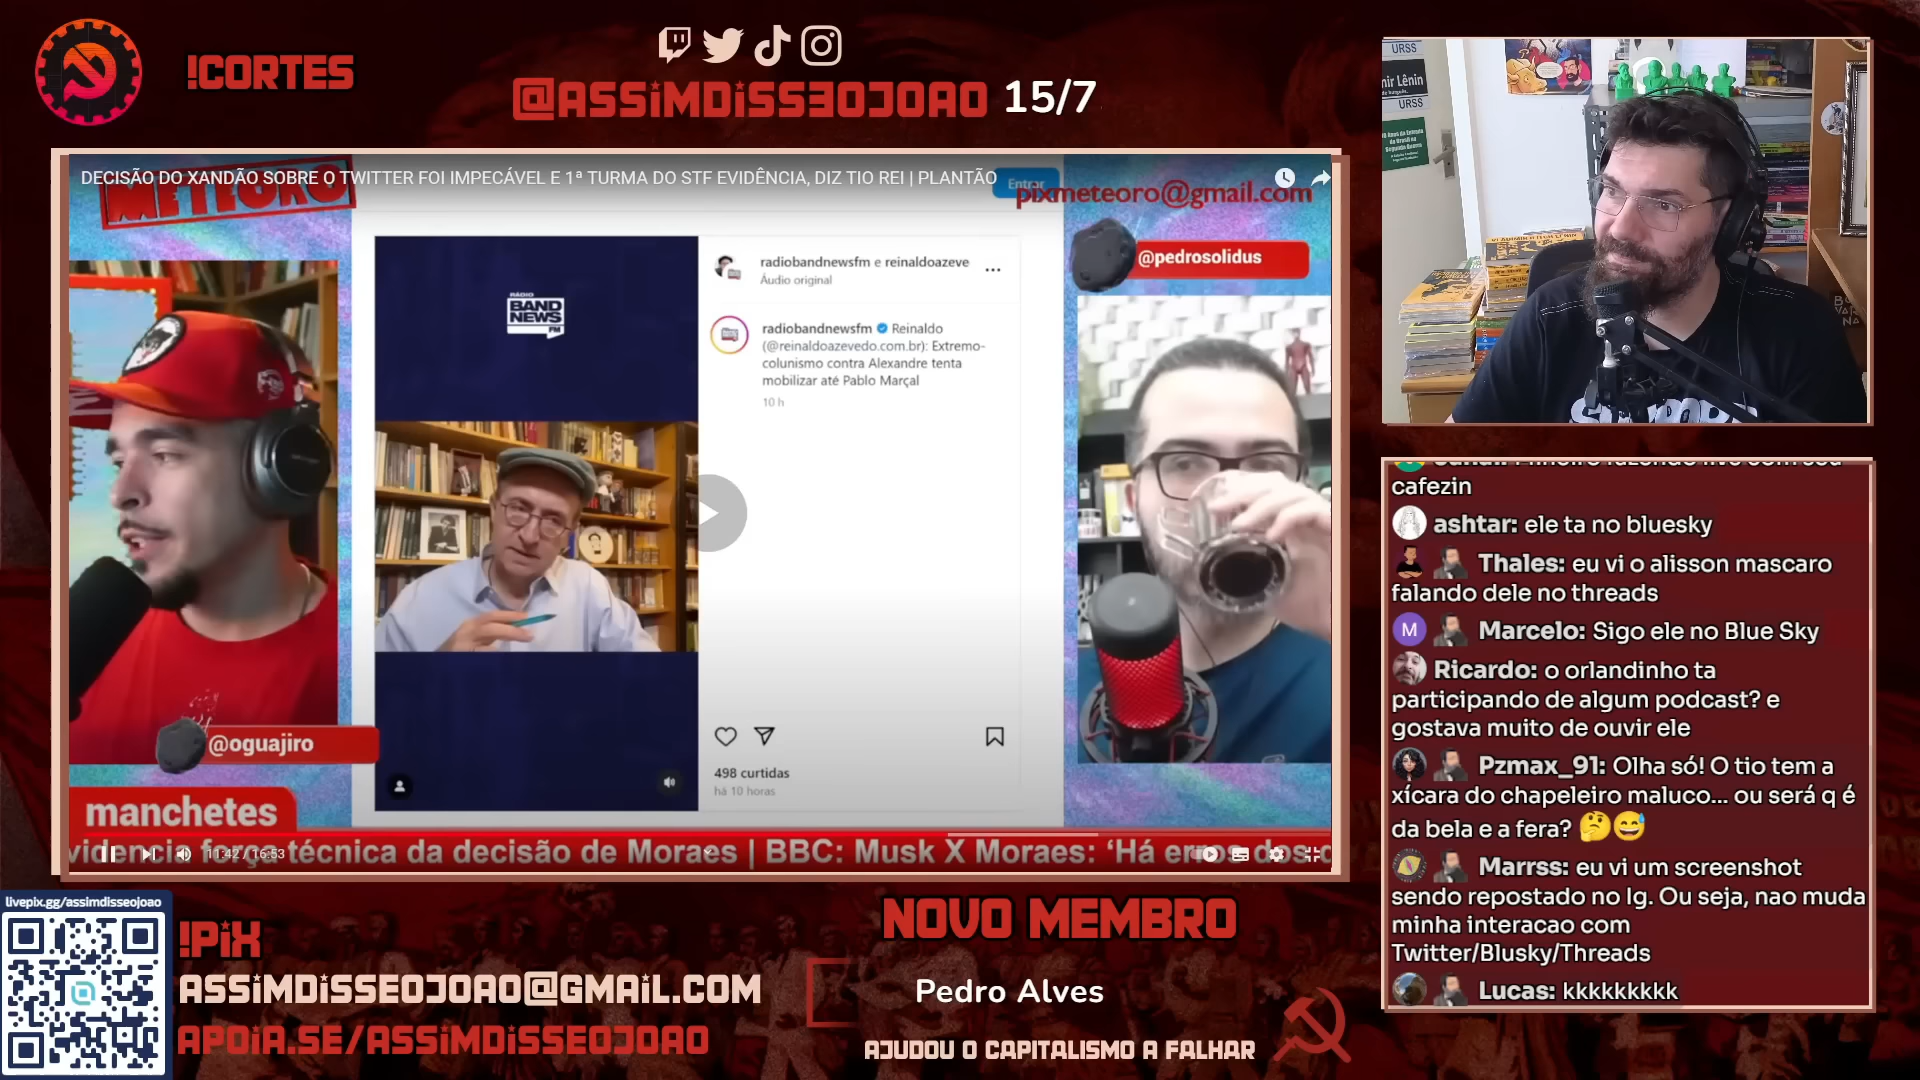 !CORTES
@ASSIMDISSEOJOAO 15/7
URSS
nir Lênin
URSS
METEORO
DECISÃO DO XANDÃO SOBRE O TWITTER FOI IMPECÁVEL E 1ª TURMA DO STF EVIDÊNCIA, DIZ TIO REI | PLANTÃO
Entrar
pixmeteoro@gmail.com
@pedrosolidus
RÁDIO
BAND
NEWS
FM
radiobandnewsfm e reinaldoazeve
Áudio original
radiobandnewsfm Reinaldo
(@reinaldoazevedo.com.br): Extremo-
colunismo contra Alexandre tenta
mobilizar até Pablo Marçal
10 h
498 curtidas
há 10 horas
@oguajiro
manchetes
técnica da decisão de Moraes | BBC: Musk X Moraes: ‘Há erros dos
11:42 / 16:53
cafezin
ashtar: ele ta no bluesky
Thales: eu vi o alisson mascaro
falando dele no threads
M Marcelo: Sigo ele no Blue Sky
Ricardo: o orlandinho ta
participando de algum podcast? e
gostava muito de ouvir ele
Pzmax_91: Olha só! O tio tem a
xícara do chapeleiro maluco... ou será q é
da bela e a fera? 🤔😅
Marrss: eu vi um screenshot
sendo repostado no Ig. Ou seja, nao muda
minha interacao com
Twitter/Blusky/Threads
Lucas: kkkkkkkkk
livepix.gg/assimdisseojoao
!PIX
ASSIMDISSEOJOAO@GMAIL.COM
APOIA.SE/ASSIMDISSEOJOAO
NOVO MEMBRO
Pedro Alves
AJUDOU O CAPITALISMO A FALHAR